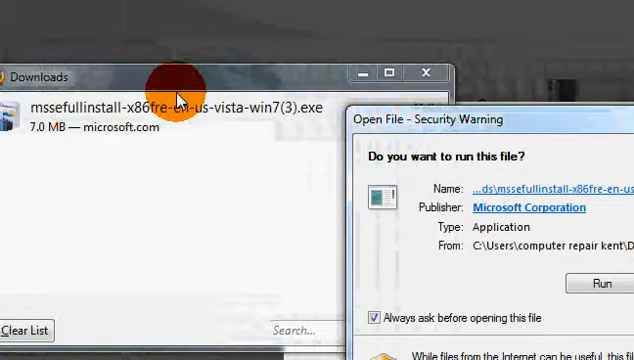 Downloads
mssefullinstall-x86fre-en-us-vista-win7(3).exe
7.0 MB — microsoft.com
Clear List
Search...
Open File - Security Warning
Do you want to run this file?
Name: ...ds\mssefullinstall-x86fre-en-us
Publisher: Microsoft Corporation
Type: Application
From: C:\Users\computer repair kent\D
Run
Always ask before opening this file
While files from the Internet can be useful, this fil